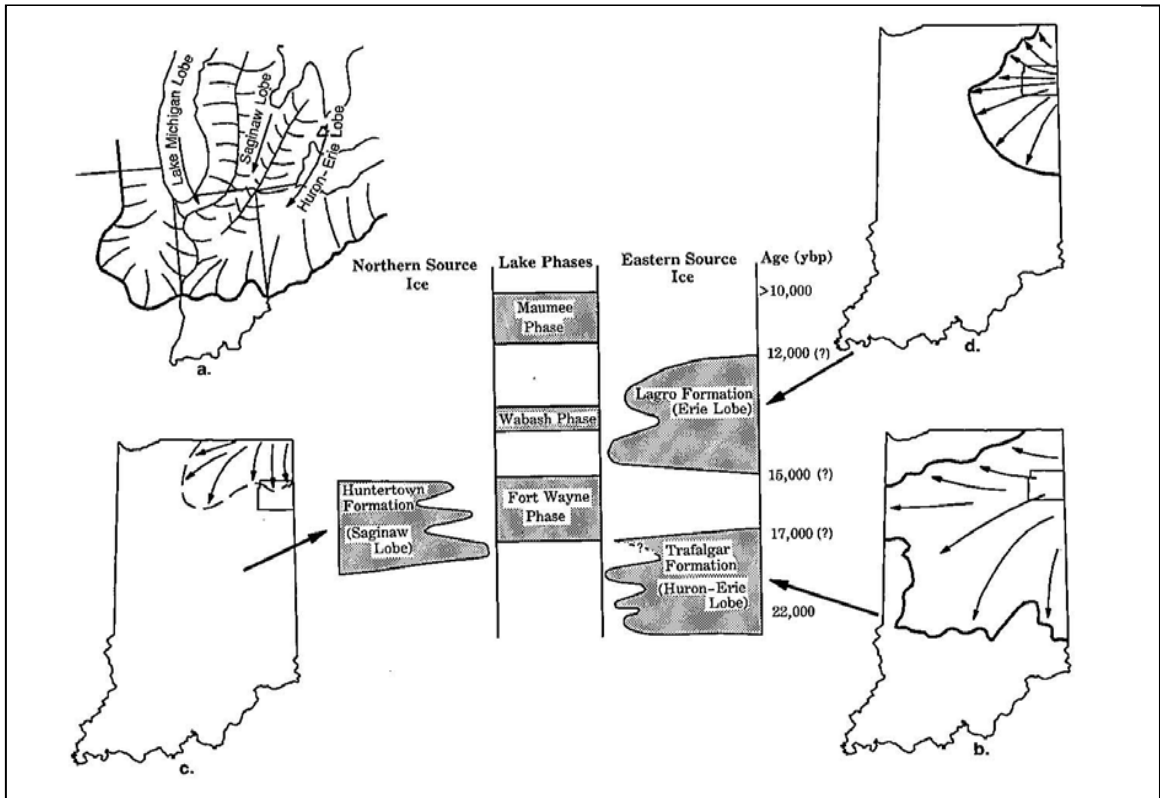 Lake Michigan Lobe
Saginaw Lobe
Huron-Erie Lobe
a.
d.
Northern Source
Ice
Lake Phases
Eastern Source
Ice
Age (ybp)
>10,000
Maumee
Phase
12,000 (?)
Lagro Formation
(Erie Lobe)
Wabash Phase
15,000 (?)
Huntertown
Formation
(Saginaw
Lobe)
Fort Wayne
Phase
17,000 (?)
?
Trafalgar
Formation
(Huron-Erie
Lobe)
22,000
c.
b.